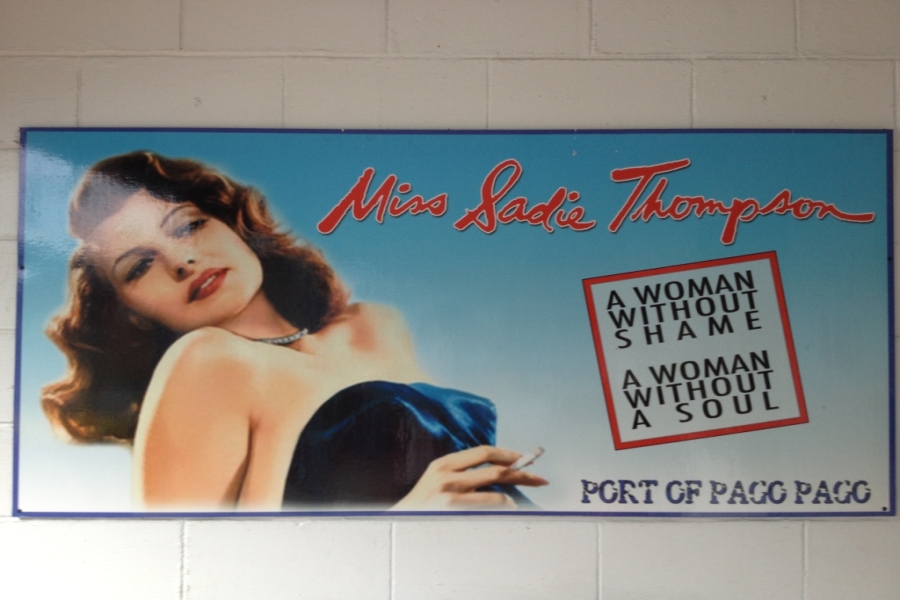 Miss Sadie Thompson
A WOMAN
WITHOUT
SHAME
A WOMAN
WITHOUT
A SOUL
PORT OF PAGO PAGO